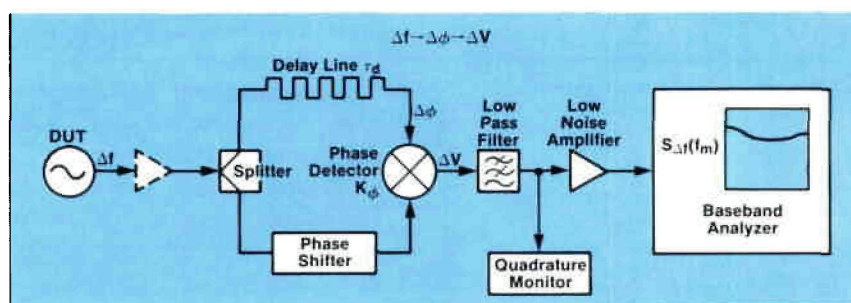 Δf→Δϕ→ΔV
Delay Line τd
Δϕ
DUT
Δf
Splitter
Phase
Detector
Kϕ
ΔV
Low
Pass
Filter
Low
Noise
Amplifier
SΔf(fm)
Baseband
Analyzer
Phase
Shifter
Quadrature
Monitor